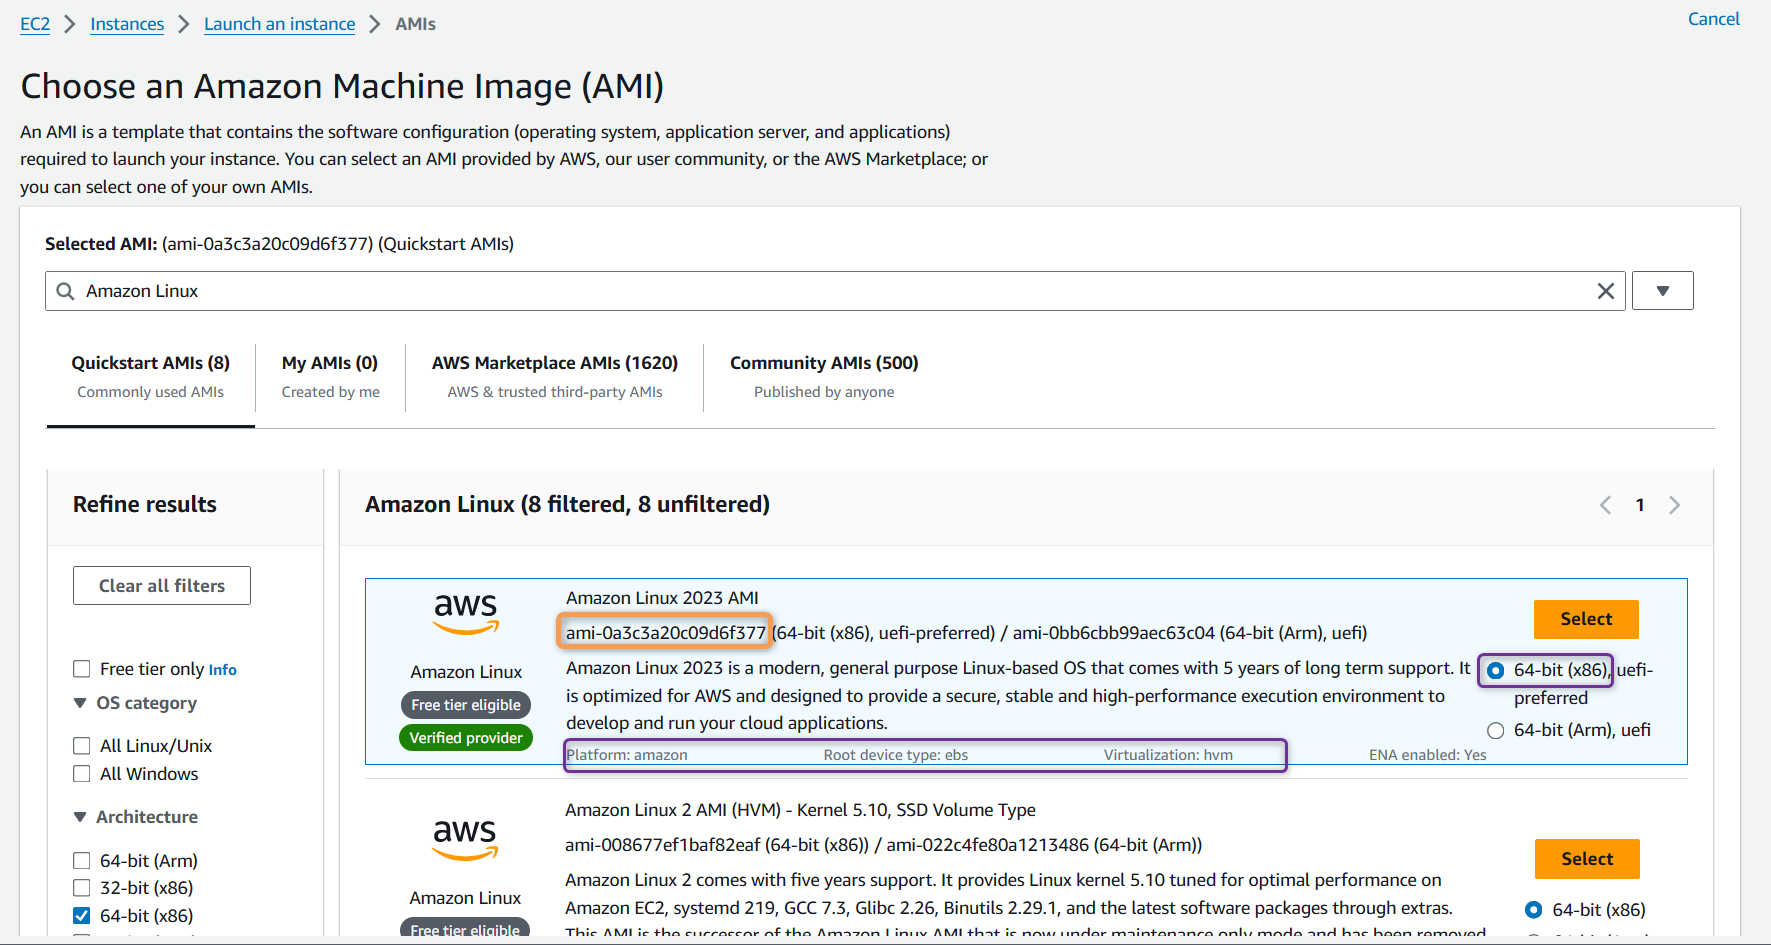 EC2 > Instances > Launch an instance > AMIs
Cancel
Choose an Amazon Machine Image (AMI)
An AMI is a template that contains the software configuration (operating system, application server, and applications)
required to launch your instance. You can select an AMI provided by AWS, our user community, or the AWS Marketplace; or
you can select one of your own AMIs.
Selected AMI: (ami-0a3c3a20c09d6f377) (Quickstart AMIs)
Amazon Linux
Quickstart AMIs (8)
Commonly used AMIs
My AMIs (0)
Created by me
AWS Marketplace AMIs (1620)
AWS & trusted third-party AMIs
Community AMIs (500)
Published by anyone
Refine results
Clear all filters
Free tier only Info
OS category
All Linux/Unix
All Windows
Architecture
64-bit (Arm)
32-bit (x86)
64-bit (x86)
Amazon Linux (8 filtered, 8 unfiltered)
1
aws
Amazon Linux
Free tier eligible
Verified provider
Amazon Linux 2023 AMI
ami-0a3c3a20c09d6f377 (64-bit (x86), uefi-preferred) / ami-0bb6cbb99aec63c04 (64-bit (Arm), uefi)
Amazon Linux 2023 is a modern, general purpose Linux-based OS that comes with 5 years of long term support. It
is optimized for AWS and designed to provide a secure, stable and high-performance execution environment to
develop and run your cloud applications.
Platform: amazon Root device type: ebs Virtualization: hvm ENA enabled: Yes
Select
64-bit (x86), uefi-
preferred
64-bit (Arm), uefi
aws
Amazon Linux
Free tier eligible
Amazon Linux 2 AMI (HVM) - Kernel 5.10, SSD Volume Type
ami-008677ef1baf82eaf (64-bit (x86)) / ami-022c4fe80a1213486 (64-bit (Arm))
Amazon Linux 2 comes with five years support. It provides Linux kernel 5.10 tuned for optimal performance on
Amazon EC2, systemd 219, GCC 7.3, Glibc 2.26, Binutils 2.29.1, and the latest software packages through extras.
This AMI is the successor of the Amazon Linux AMI that is now under maintenance only mode and has been removed
Select
64-bit (x86)